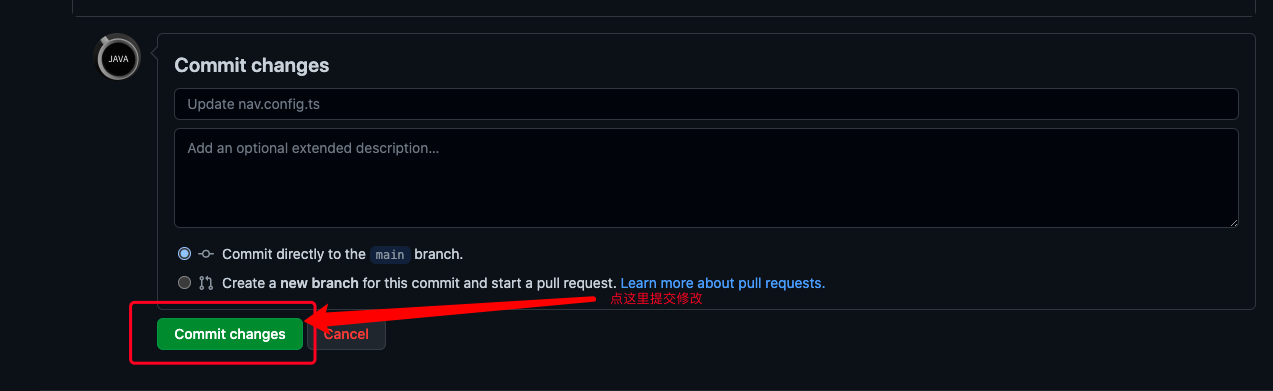 JAVA
Commit changes
Update nav.config.ts
Add an optional extended description...
Commit directly to the main branch.
Create a new branch for this commit and start a pull request. Learn more about pull requests.
点这里提交修改
Commit changes
Cancel